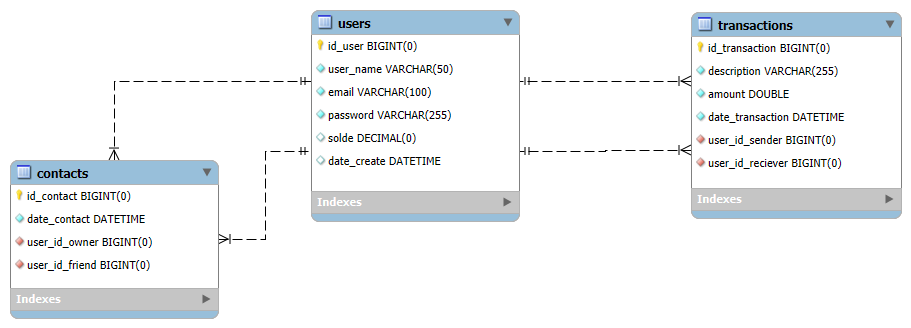 users
id_user BIGINT(0)
user_name VARCHAR(50)
email VARCHAR(100)
password VARCHAR(255)
solde DECIMAL(0)
date_create DATETIME
Indexes
transactions
id_transaction BIGINT(0)
description VARCHAR(255)
amount DOUBLE
date_transaction DATETIME
user_id_sender BIGINT(0)
user_id_reciever BIGINT(0)
Indexes
contacts
id_contact BIGINT(0)
date_contact DATETIME
user_id_owner BIGINT(0)
user_id_friend BIGINT(0)
Indexes